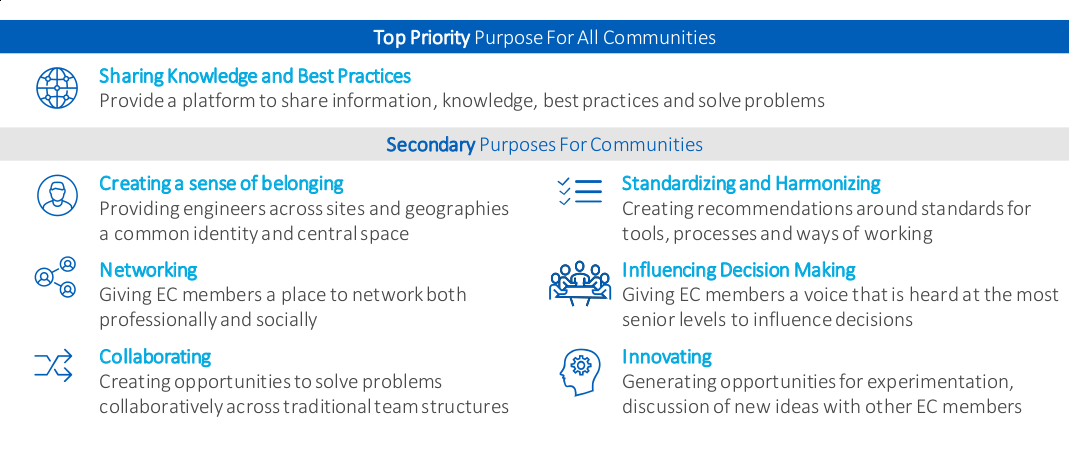 Top Priority Purpose For All Communities
Sharing Knowledge and Best Practices
Provide a platform to share information, knowledge, best practices and solve problems
Secondary Purposes For Communities
Creating a sense of belonging
Providing engineers across sites and geographies
a common identity and central space
Networking
Giving EC members a place to network both
professionally and socially
Collaborating
Creating opportunities to solve problems
collaboratively across traditional team structures
Standardizing and Harmonizing
Creating recommendations around standards for
tools, processes and ways of working
Influencing Decision Making
Giving EC members a voice that is heard at the most
senior levels to influence decisions
Innovating
Generating opportunities for experimentation,
discussion of new ideas with other EC members